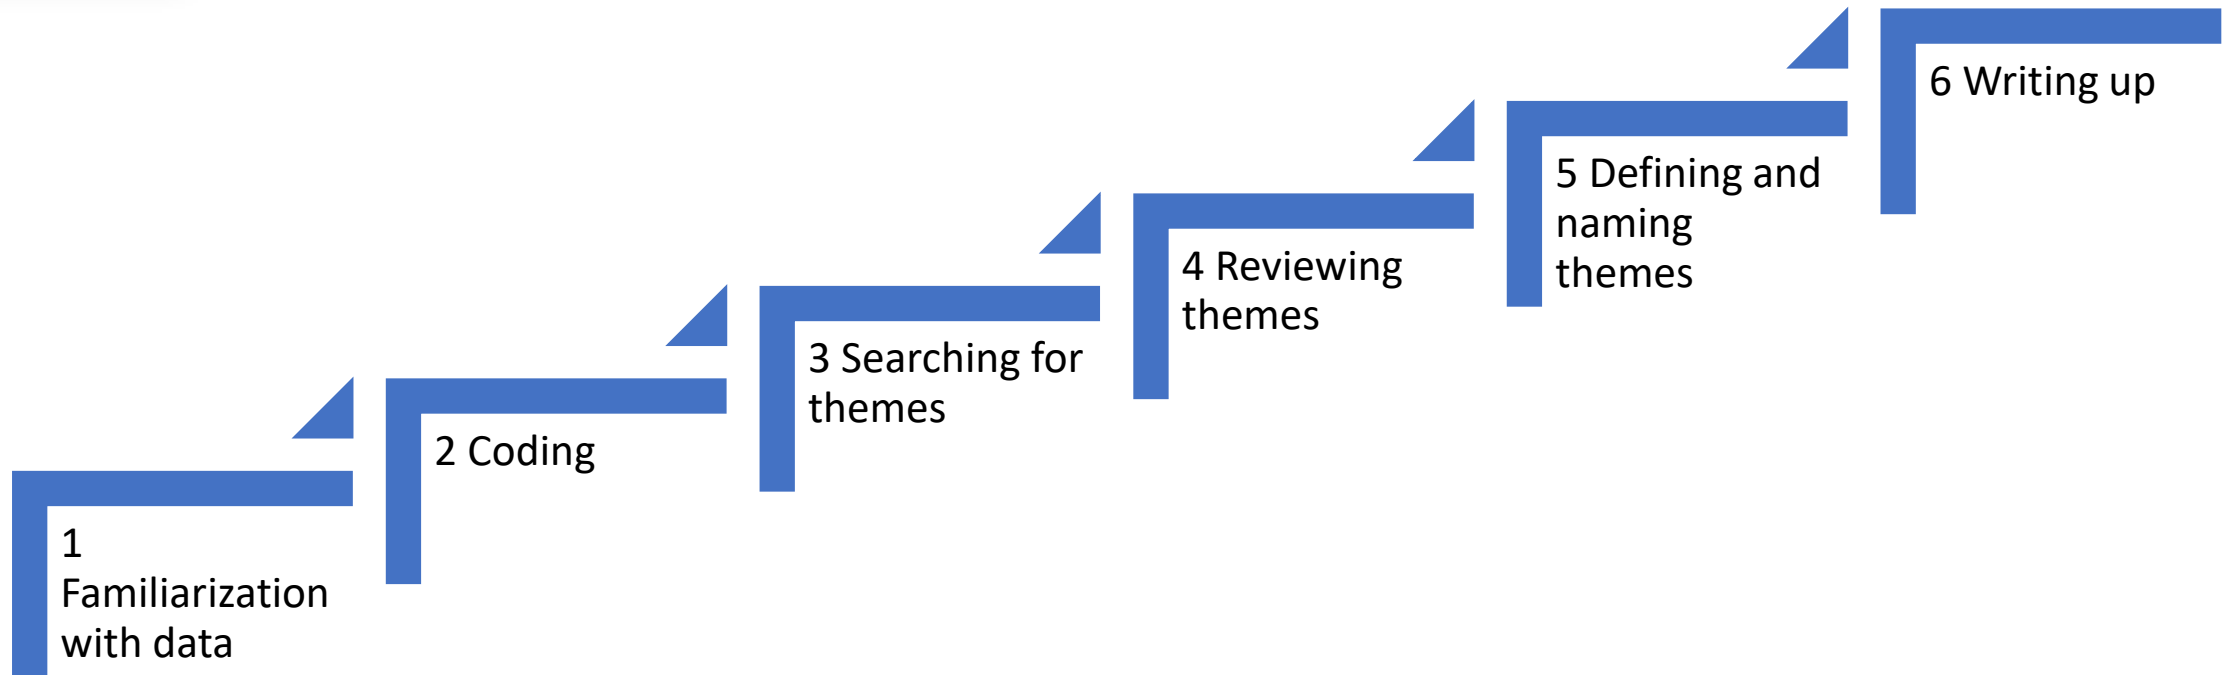 1
Familiarization
with data
2 Coding
3 Searching for
themes
4 Reviewing
themes
5 Defining and
naming
themes
6 Writing up